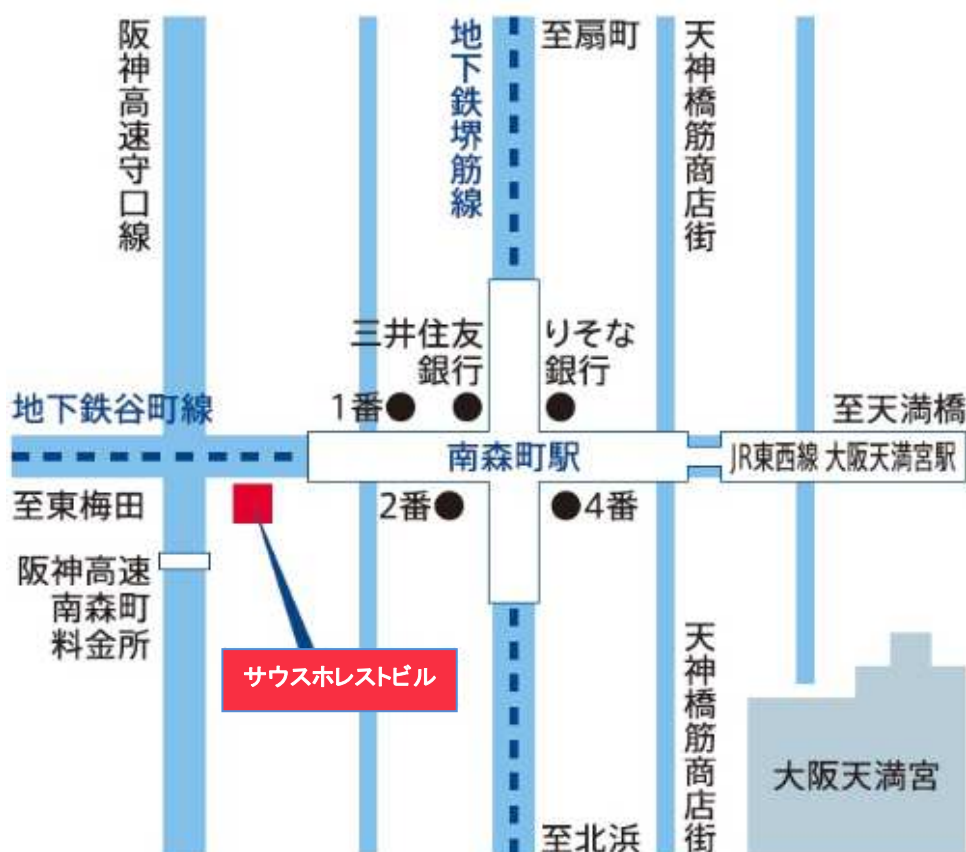 阪神高速守口線
地下鉄堺筋線
至扇町
天神橋筋商店街
三井住友
銀行
りそな
銀行
地下鉄谷町線
1番
至天満橋
南森町駅
JR東西線 大阪天満宮駅
至東梅田
2番
4番
阪神高速
南森町
料金所
サウスホレストビル
天神橋筋商店街
大阪天満宮
至北浜